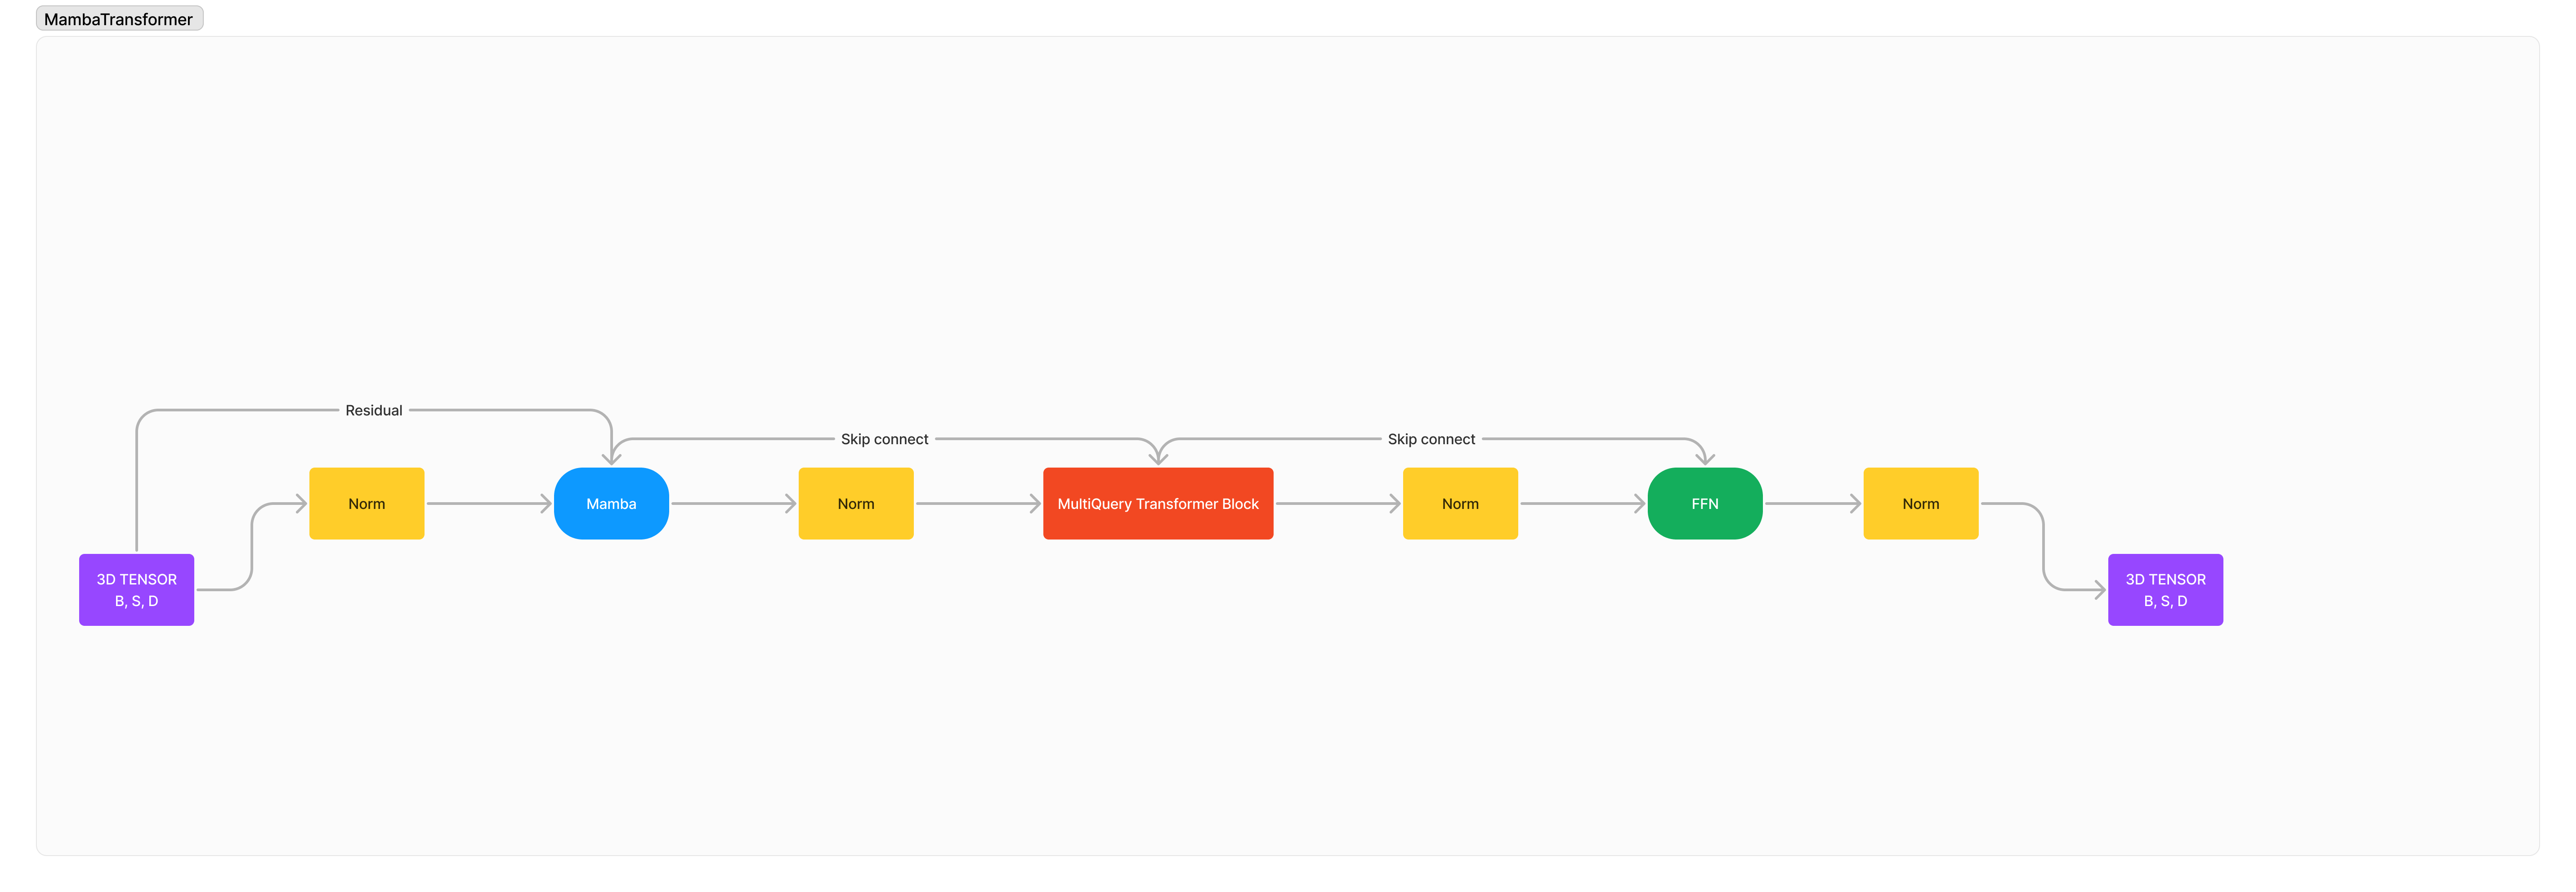 MambaTransformer
Residual
Skip connect
Skip connect
Norm
Mamba
Norm
MultiQuery Transformer Block
Norm
FFN
Norm
3D TENSOR
B, S, D
3D TENSOR
B, S, D